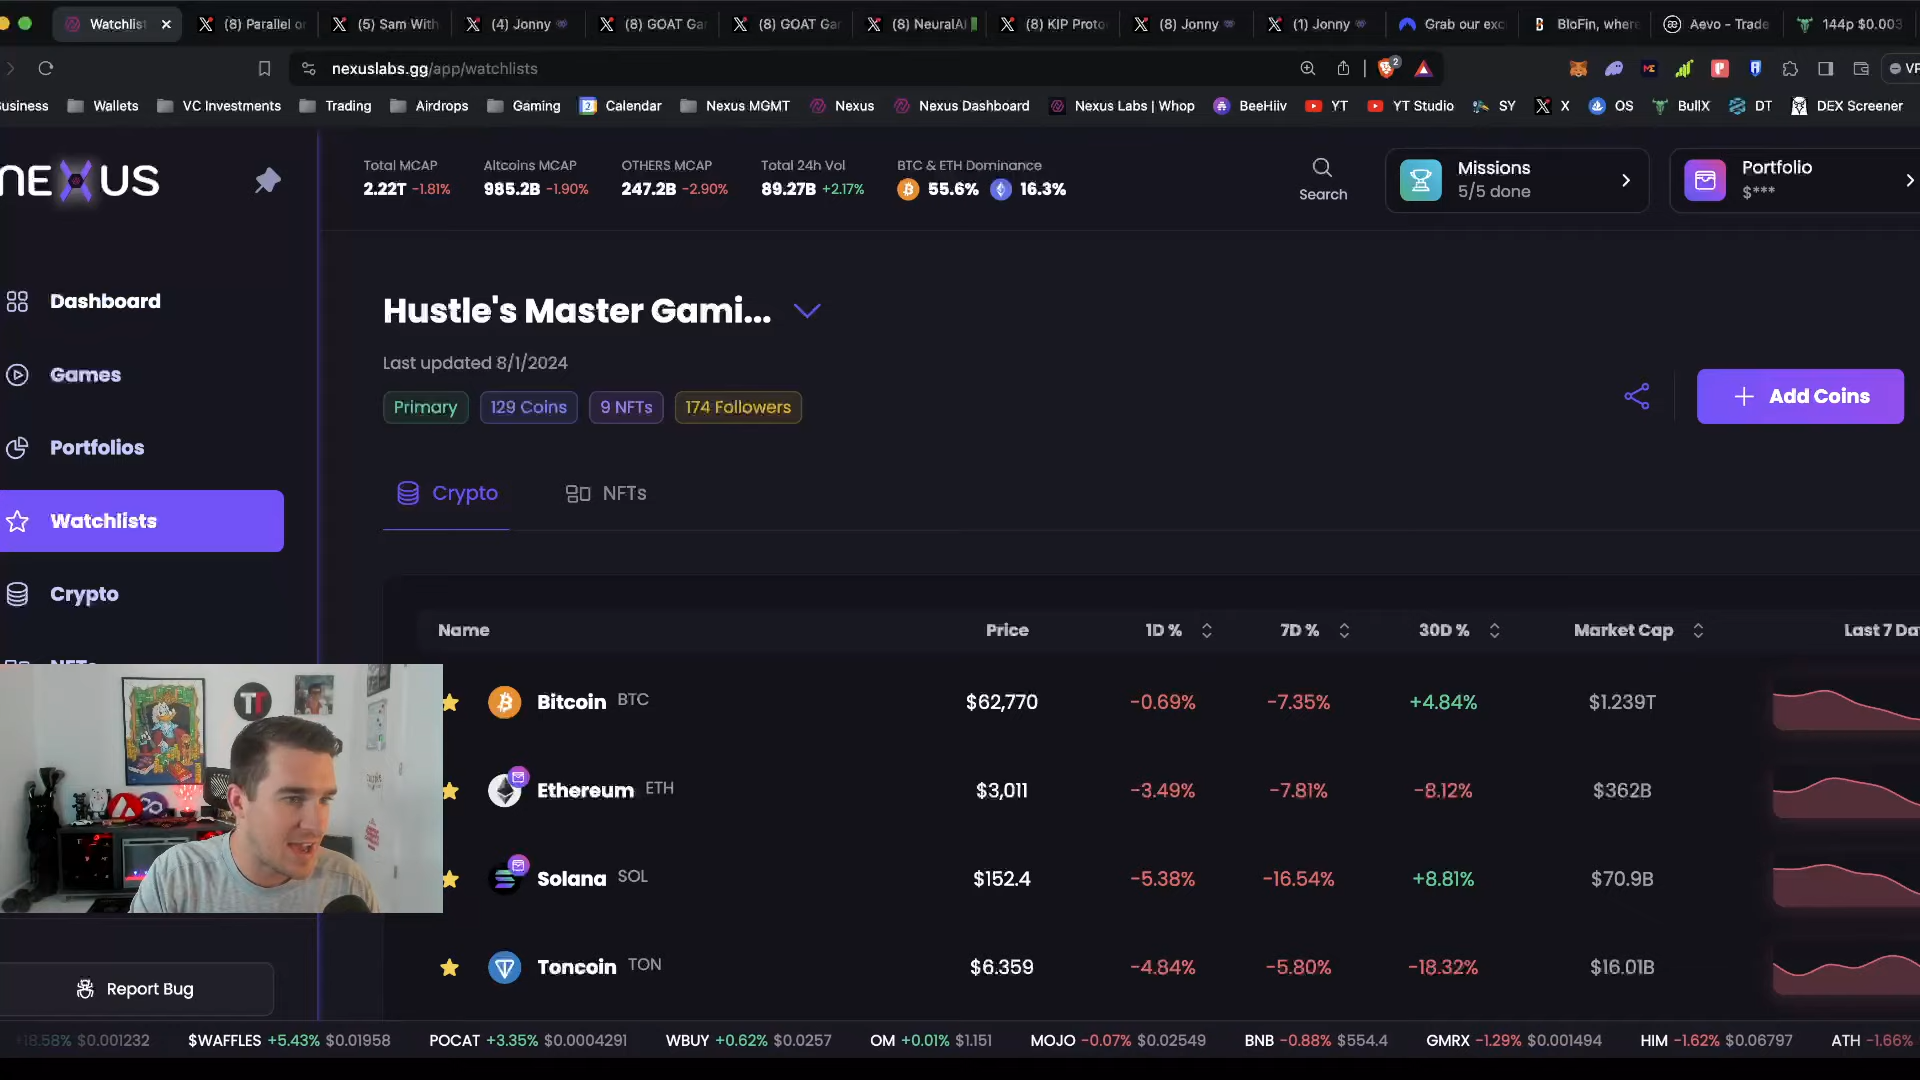 Watchlist
(8) Parallel
(5) Sam With
(4) Jonny
(8) GOAT Ga
(8) GOAT Ga
(8) NeuralAI
(8) KIP Proto
(8) Jonny
(1) Jonny
Grab our exc
BloFin, where
Aevo - Trade
144p $0.003
nexuslabs.gg/app/watchlists
2
VP
usiness
Wallets
VC Investments
Trading
Airdrops
Gaming
Calendar
Nexus MGMT
Nexus
Nexus Dashboard
Nexus Labs | Whop
BeeHiiv
YT
YT Studio
SY
X
OS
BullX
DT
DEX Screener
NEXUS
Total MCAP
2.22T -1.81%
Altcoins MCAP
985.2B -1.90%
OTHERS MCAP
247.2B -2.90%
Total 24h Vol
89.27B +2.17%
BTC & ETH Dominance
55.6% 16.3%
Search
Missions
5/5 done
Portfolio
$***
Dashboard
Games
Portfolios
Watchlists
Crypto
NFTs
Report Bug
Hustle's Master Gami...
Last updated 8/1/2024
Primary
129 Coins
9 NFTs
174 Followers
Add Coins
Crypto
NFTs
Name Price 1D % 7D % 30D % Market Cap Last 7 Da
Bitcoin BTC $62,770 -0.69% -7.35% +4.84% $1.239T
Ethereum ETH $3,011 -3.49% -7.81% -8.12% $362B
Solana SOL $152.4 -5.38% -16.54% +8.81% $70.9B
Toncoin TON $6.359 -4.84% -5.80% -18.32% $16.01B
+18.58% $0.001232 $WAFFLES +5.43% $0.01958 POCAT +3.35% $0.0004291 WBUY +0.62% $0.0257 OM +0.01% $1.151 MOJO -0.07% $0.02549 BNB -0.88% $554.4 GMRX -1.29% $0.001494 HIM -1.62% $0.06797 ATH -1.66%